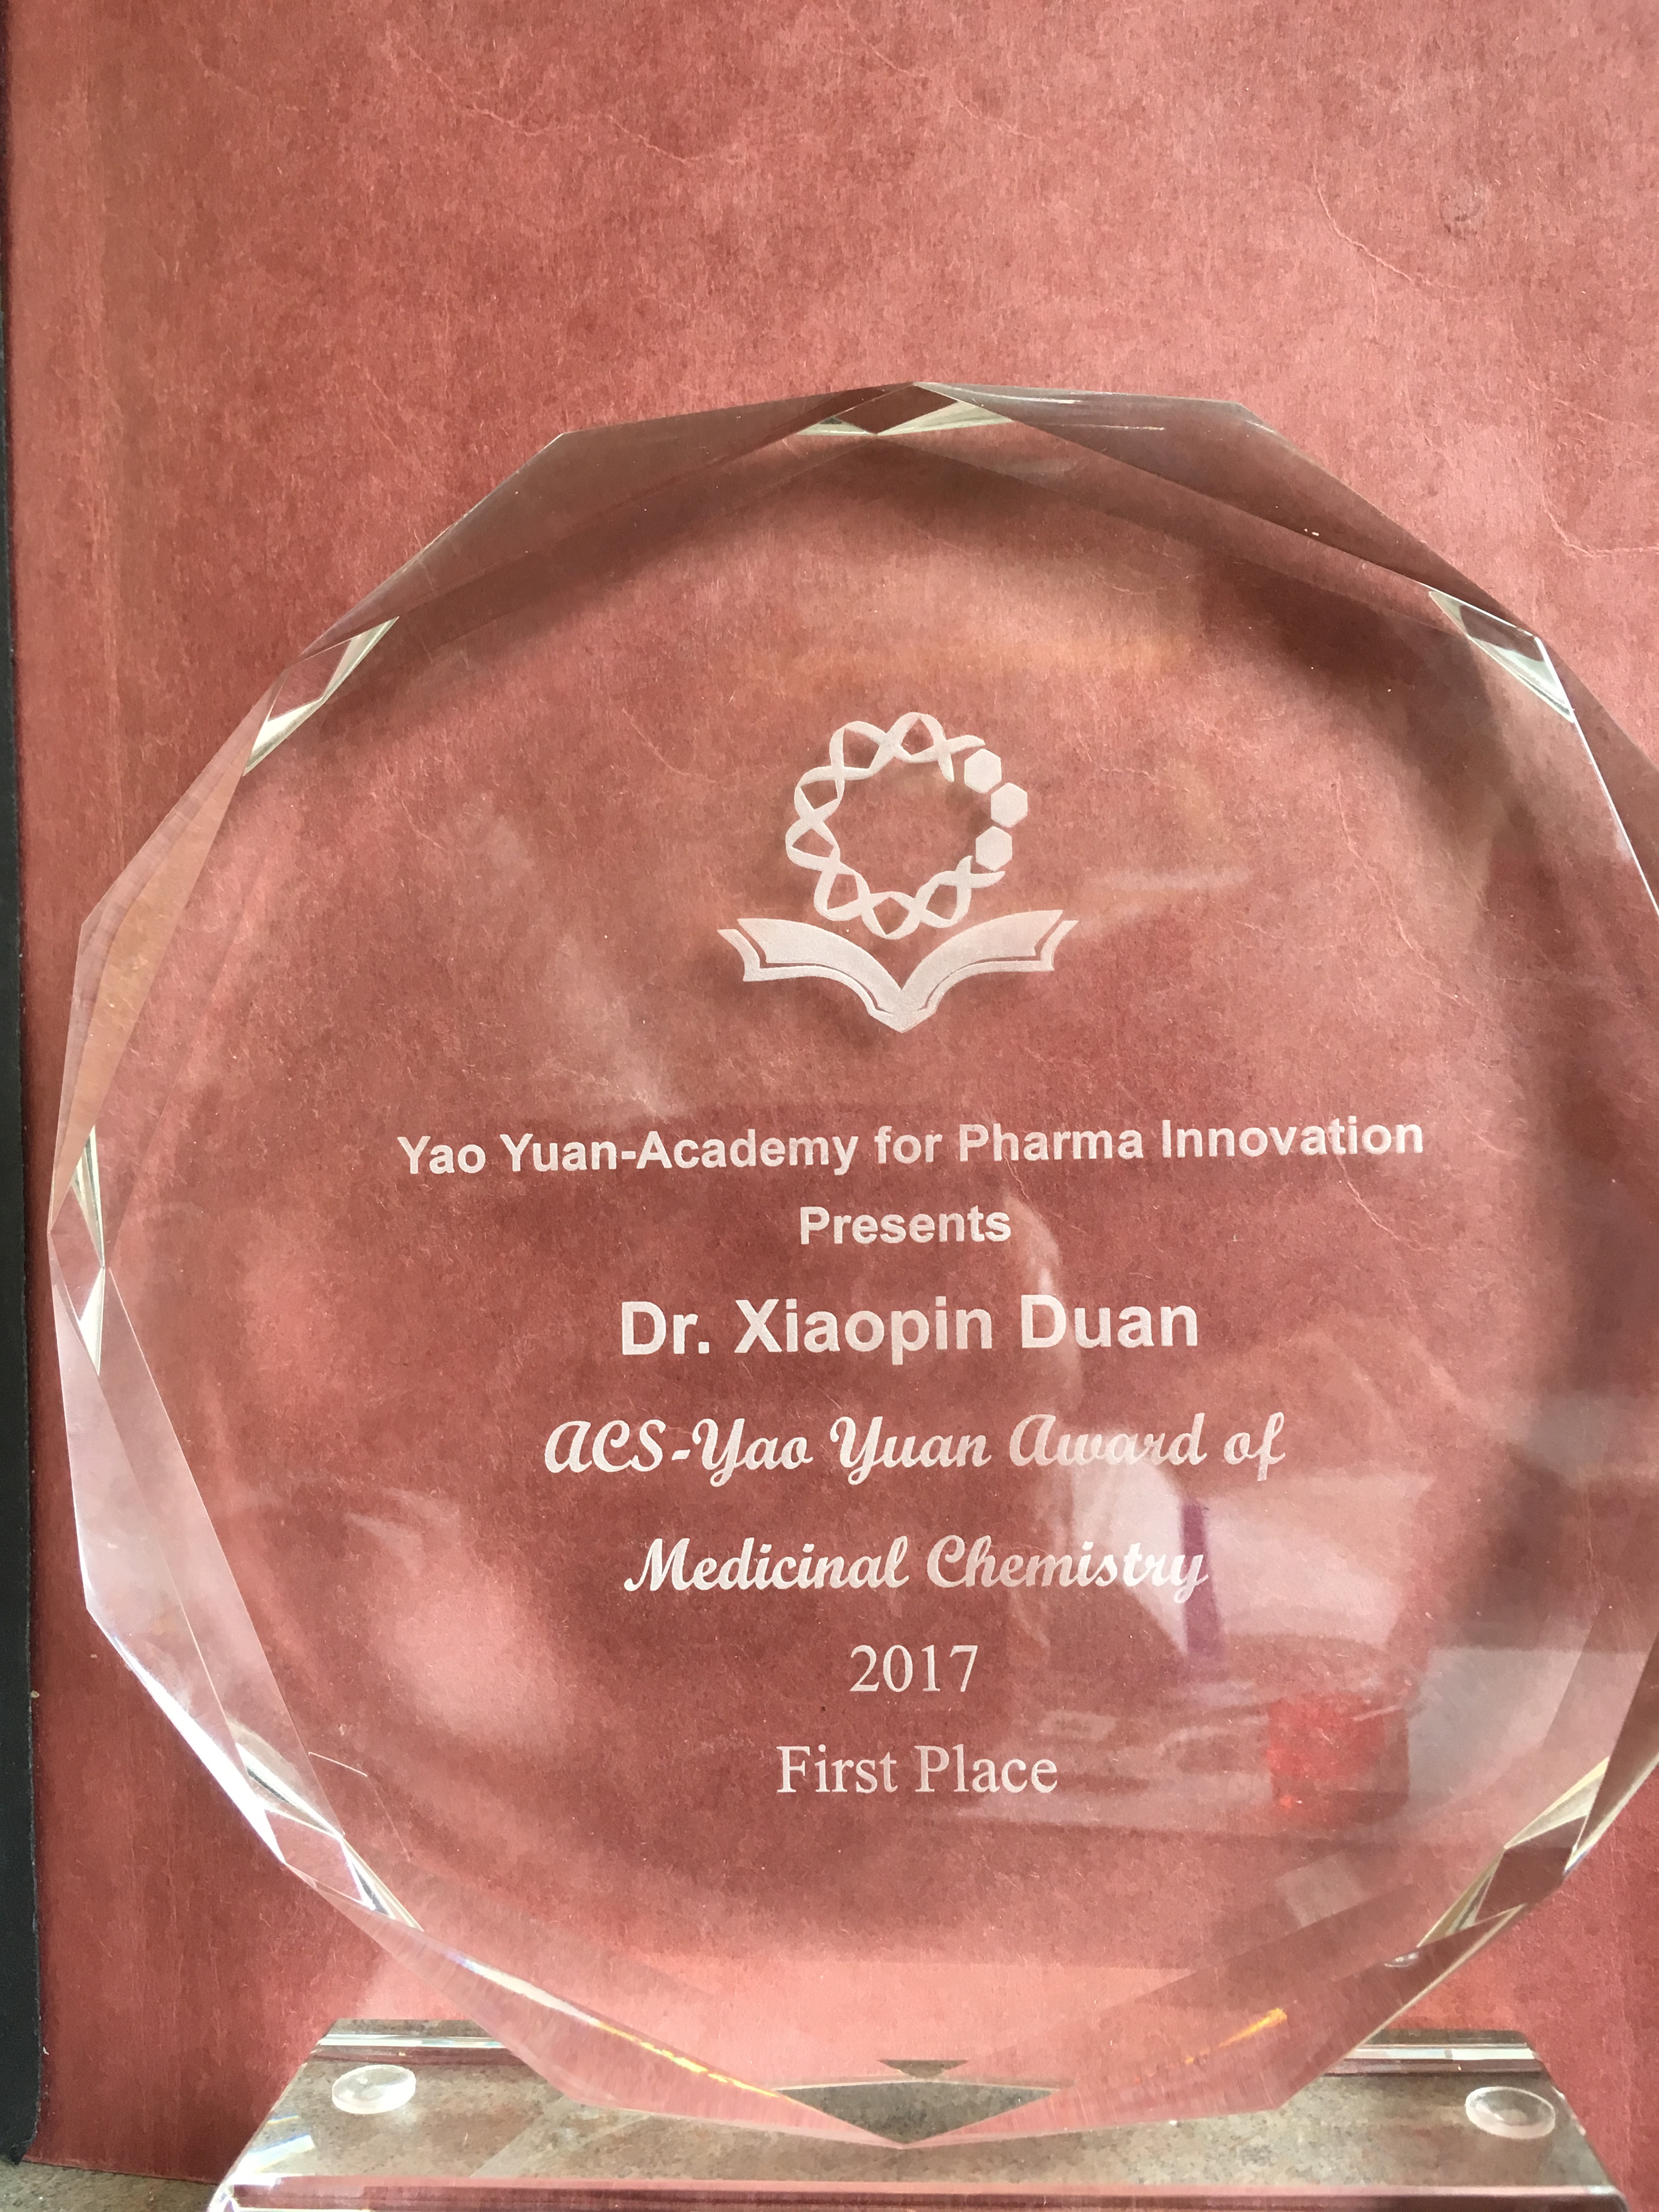 Yao Yuan-Academy for Pharma Innovation
Presents
Dr. Xiaopin Duan
ACS-Yao Yuan Award of
Medicinal Chemistry
2017
First Place